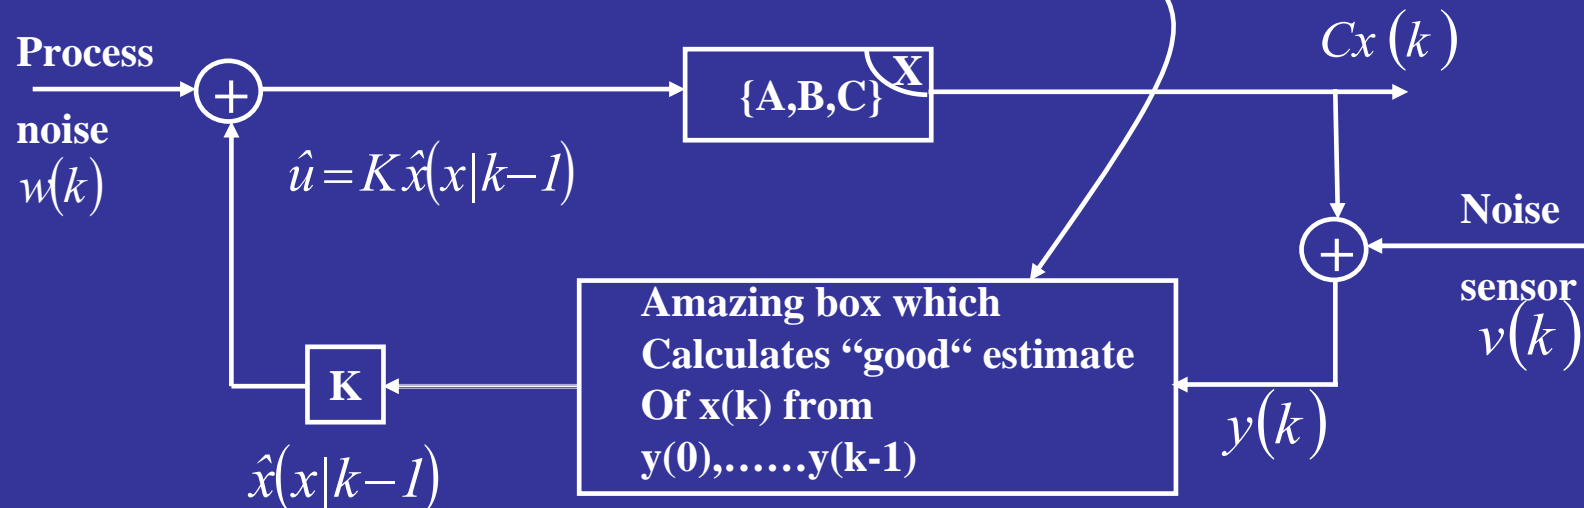 Process
noise
w(k)
+
û = Kx̂(x|k−1)
{A,B,C}
X
Cx(k)
+
Noise
sensor
v(k)
y(k)
Amazing box which
Calculates “good“ estimate
Of x(k) from
y(0),……y(k-1)
K
x̂(x|k−1)